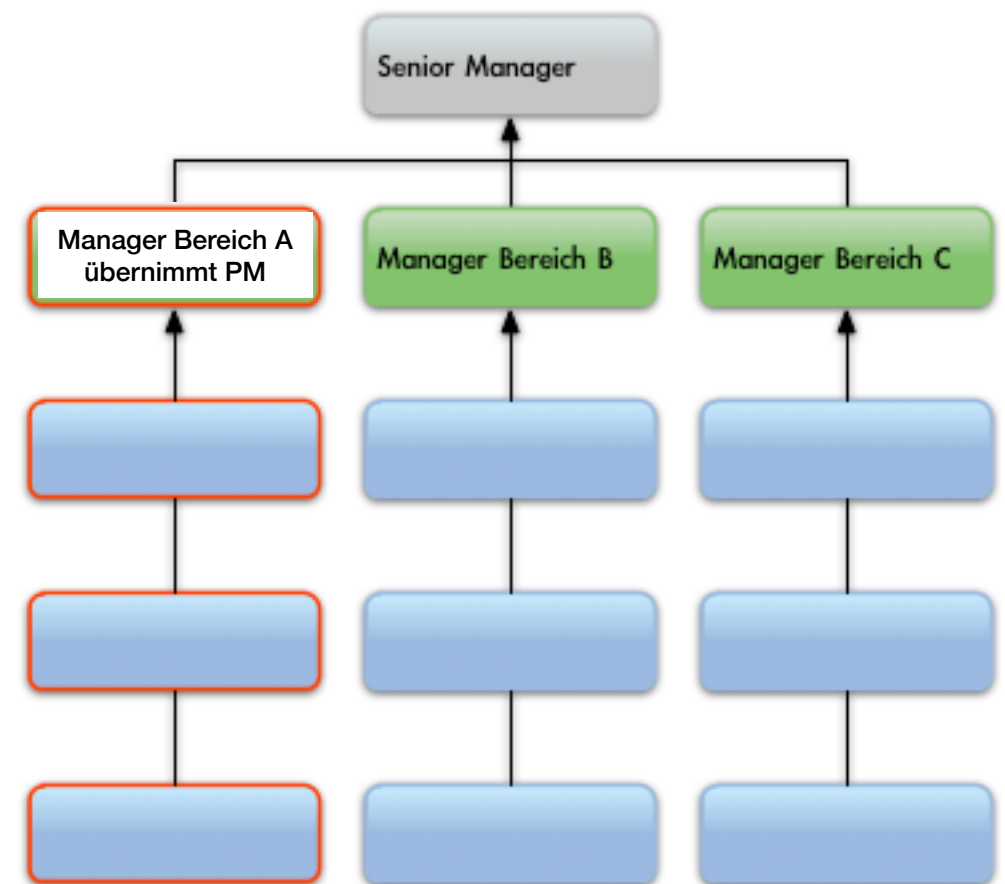 Senior Manager
Manager Bereich A
übernimmt PM
Manager Bereich B
Manager Bereich C